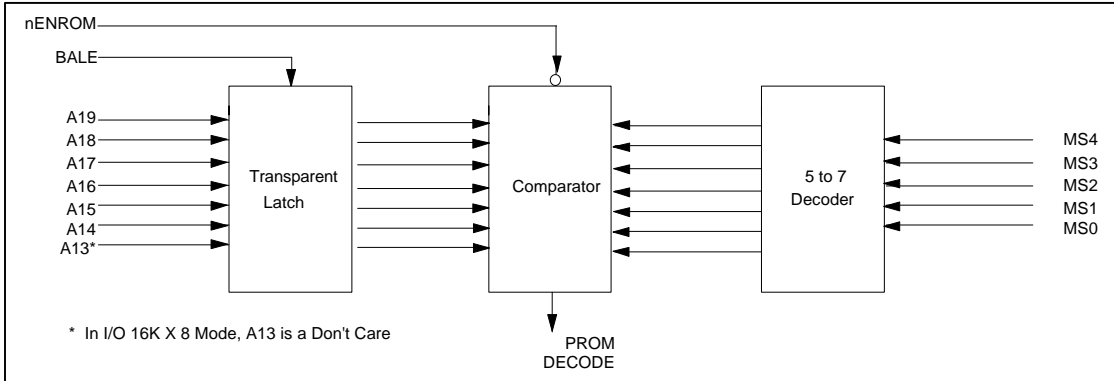 nENROM
BALE
A19
A18
A17
A16
A15
A14
A13*
Transparent
Latch
Comparator
5 to 7
Decoder
MS4
MS3
MS2
MS1
MS0
* In I/O 16K X 8 Mode, A13 is a Don't Care
PROM
DECODE